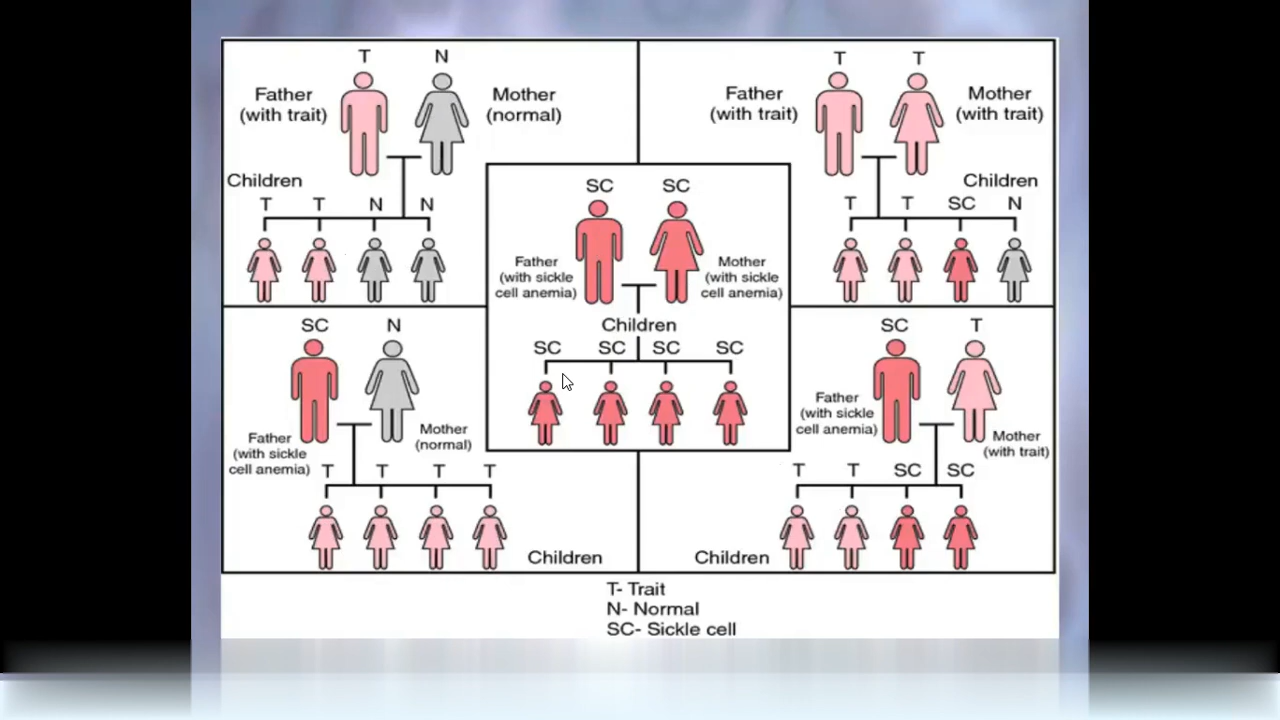 T N
Father
(with trait)
Mother
(normal)
Children
T T N N
T T
Father
(with trait)
Mother
(with trait)
Children
T T SC N
SC SC
Father
(with sickle
cell anemia)
Mother
(with sickle
cell anemia)
Children
SC SC SC SC
SC N
Father
(with sickle
cell anemia)
Mother
(normal)
T T T T
Children
SC T
Father
(with sickle
cell anemia)
Mother
(with trait)
T T SC SC
Children
T- Trait
N- Normal
SC- Sickle cell